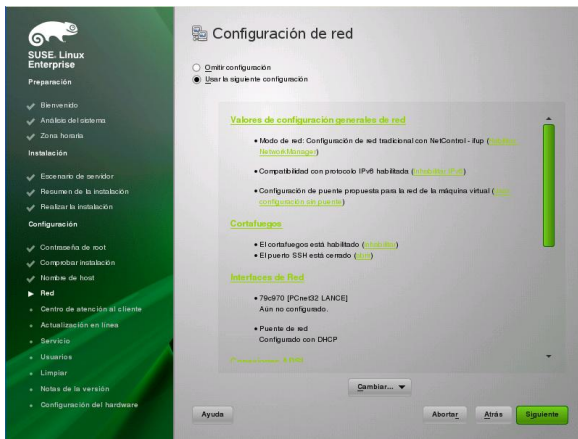 SUSE. Linux
Enterprise
Preparación
Bienvenido
Análisis del sistema
Zona horaria
Instalación
Escenario de servidor
Resumen de la instalación
Realizar la instalación
Configuración
Contraseña de root
Comprobar instalación
Nombre de host
Red
Centro de atención al cliente
Actualización en línea
Servicio
Usuarios
Limpiar
Notas de la versión
Configuración del hardware
Configuración de red
Omitir configuración
Usar la siguiente configuración
Valores de configuración generales de red
Modo de red: Configuración de red tradicional con NetControl - ifup (
NetworkManager)
Compatibilidad con protocolo IPv6 habilitada (Inhabilitar IPv6)
Configuración de puente propuesta para la red de la máquina virtual (
configuración sin puente)
Cortafuegos
El cortafuegos está habilitado (inhabilitar)
El puerto SSH está cerrado (abrir)
Interfaces de Red
79c970 [PCnet32 LANCE]
Aún no configurado.
Puente de red
Configurado con DHCP
Cambiar...
Ayuda
Abortar
Atrás
Siguiente